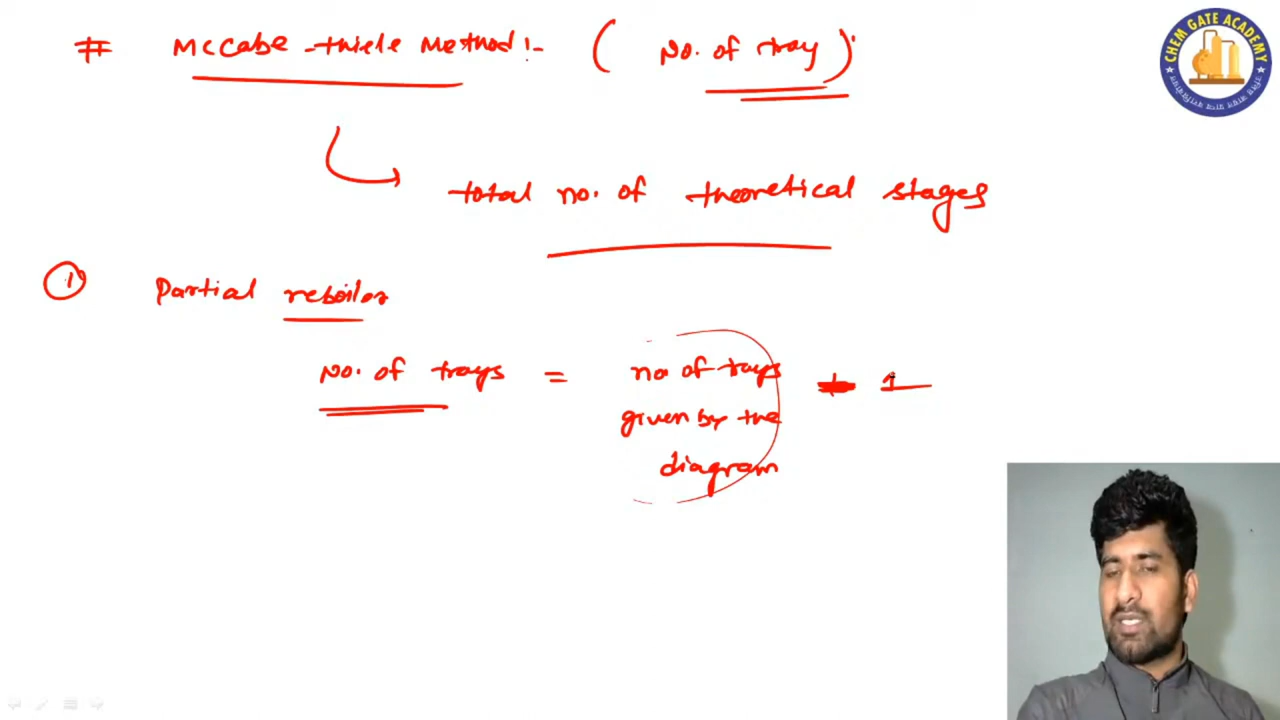 CHEM GATE ACADEMY
# McCabe-thiele Method:- (No. of tray)
total no. of theoretical stages
① Partial reboiler
No. of trays = no of trays - 1
given by the
diagram